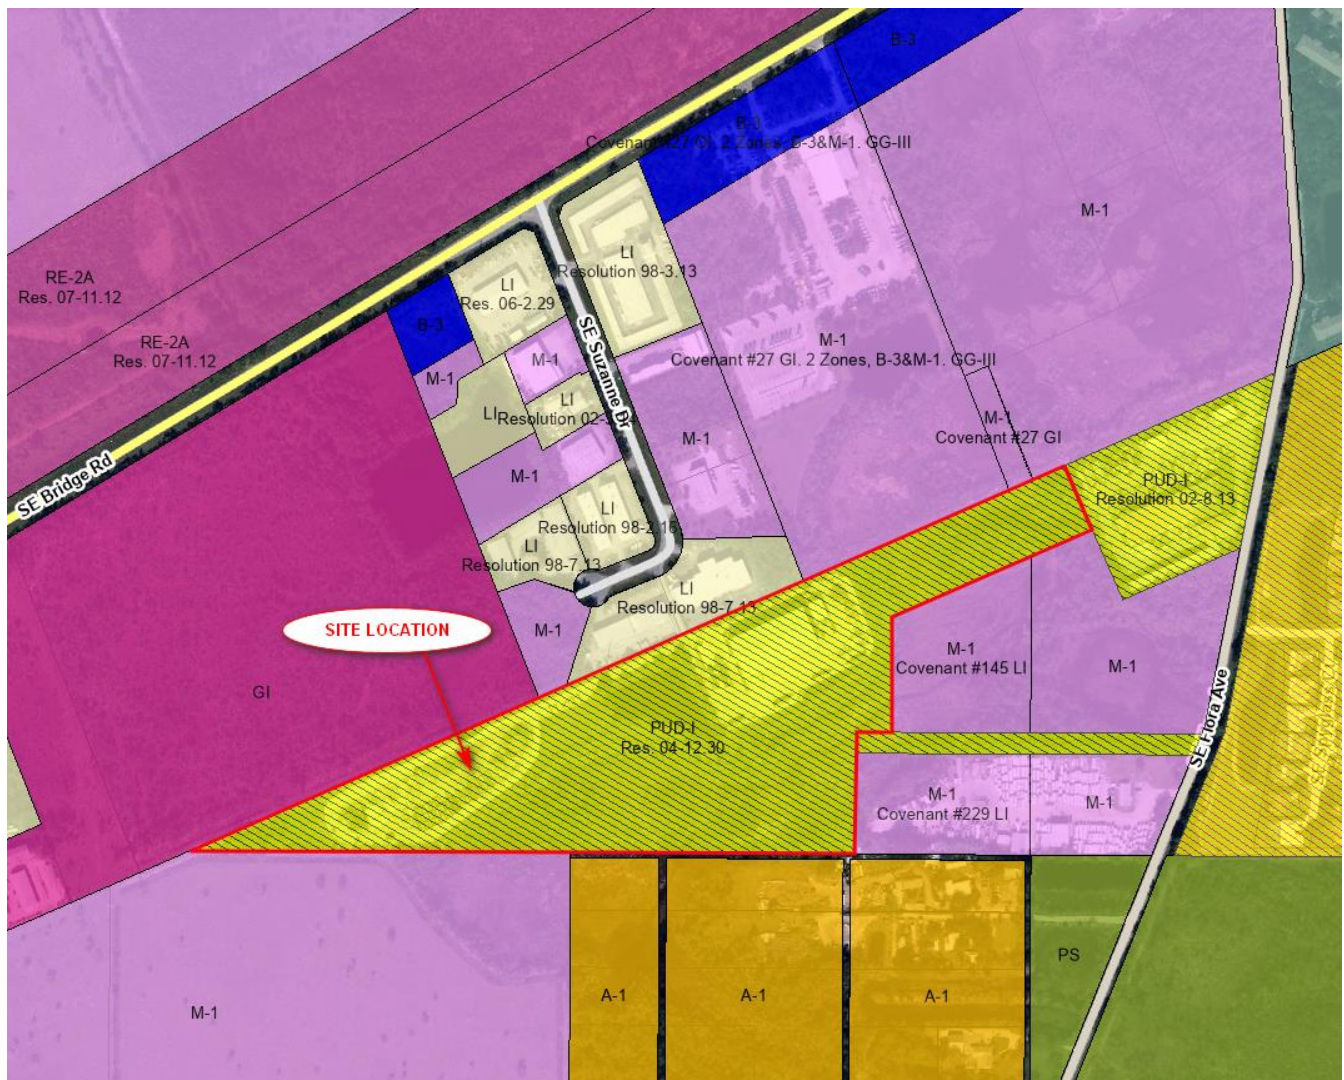 B-3
B-3
Covenant #27 GI. 2 Zones, B-3&M-1. GG-III
M-1
LI
Resolution 98-3.13
RE-2A
Res. 07-11.12
LI
Res. 06-2.29
B-3
RE-2A
Res. 07-11.12
M-1
M-1
Covenant #27 GI. 2 Zones, B-3&M-1. GG-III
M-1
SE Suzanne Dr
LI
LI
Resolution
M-1
M-1
Covenant #27 GI
SE Bridge Rd
M-1
PUD-I
Resolution 02-8.13
LI
Resolution
LI
Resolution 98-7.13
LI
Resolution 98-7.13
SITE LOCATION
M-1
M-1
Covenant #145 LI
M-1
GI
PUD-I
Res. 04-12.30
SE Flora Ave
M-1
Covenant #229 LI
M-1
PS
A-1
A-1
A-1
M-1